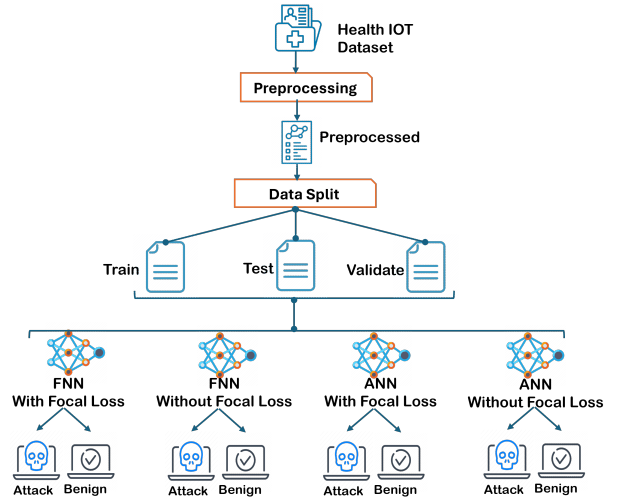 Health IOT
Dataset
Preprocessing
Preprocessed
Data Split
Train
Test
Validate
FNN
With Focal Loss
FNN
Without Focal Loss
ANN
With Focal Loss
ANN
Without Focal Loss
Attack
Benign
Attack
Benign
Attack
Benign
Attack
Benign